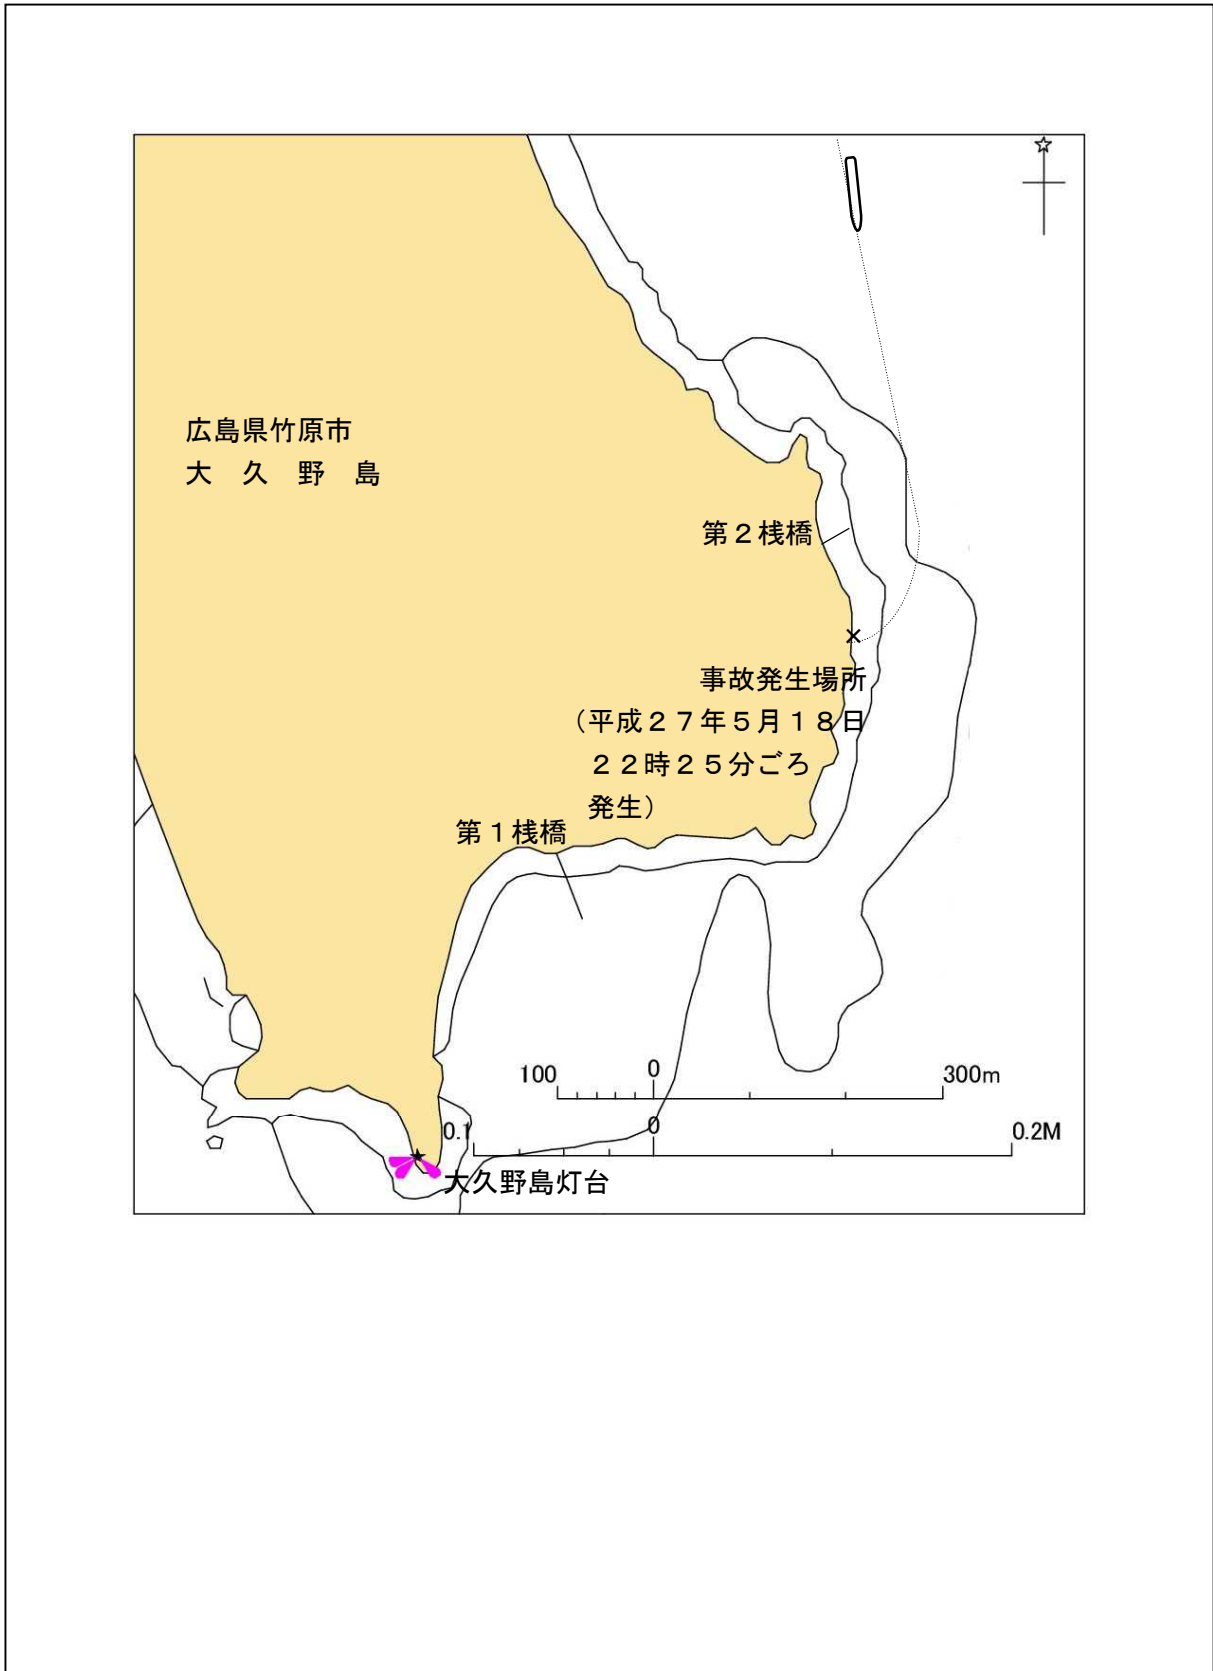 広島県竹原市
大 久 野 島
第２桟橋
事故発生場所
（平成２７年５月１８日
２２時２５分ごろ
発生）
第１桟橋
100 0 300m
0.1 0 0.2M
大久野島灯台